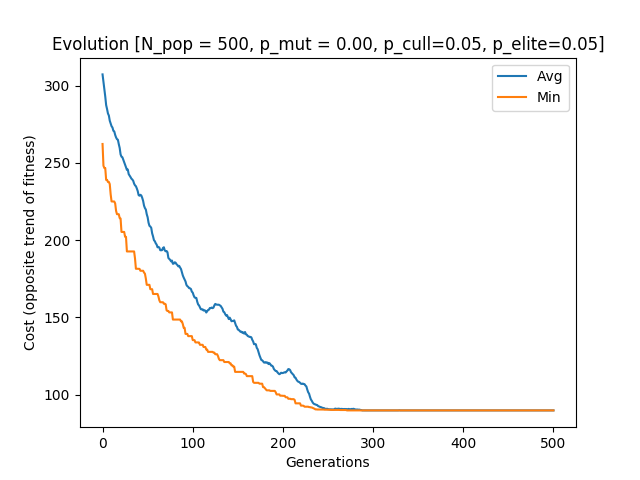 Evolution [N_pop = 500, p_mut = 0.00, p_cull=0.05, p_elite=0.05]
Avg
Min
300
250
200
150
100
Cost (opposite trend of fitness)
0 100 200 300 400 500
Generations